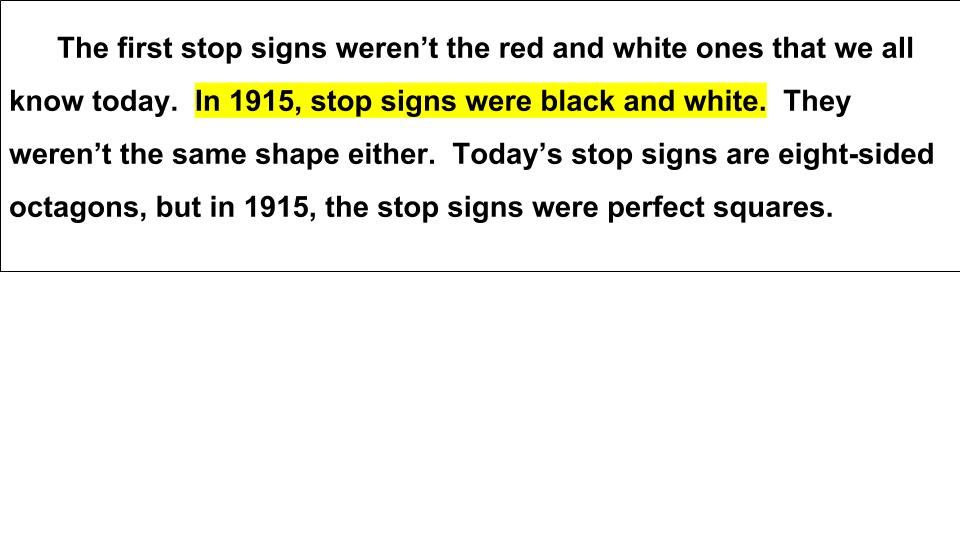 The first stop signs weren’t the red and white ones that we all
know today.  In 1915, stop signs were black and white.  They
weren’t the same shape either.  Today’s stop signs are eight-sided
octagons, but in 1915, the stop signs were perfect squares.